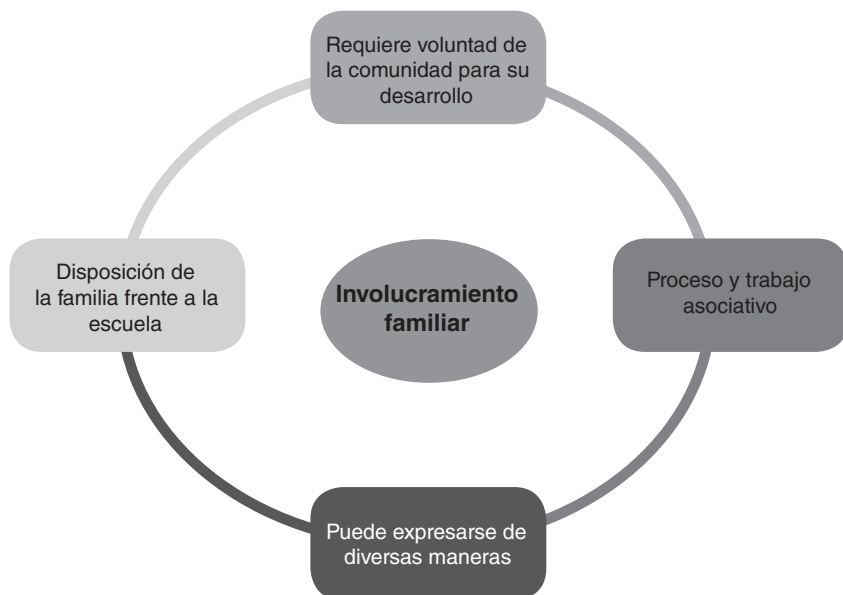 Requiere voluntad de
la comunidad para su
desarrollo
Disposición de
la familia frente a la
escuela
Involucramiento
familiar
Proceso y trabajo
asociativo
Puede expresarse de
diversas maneras